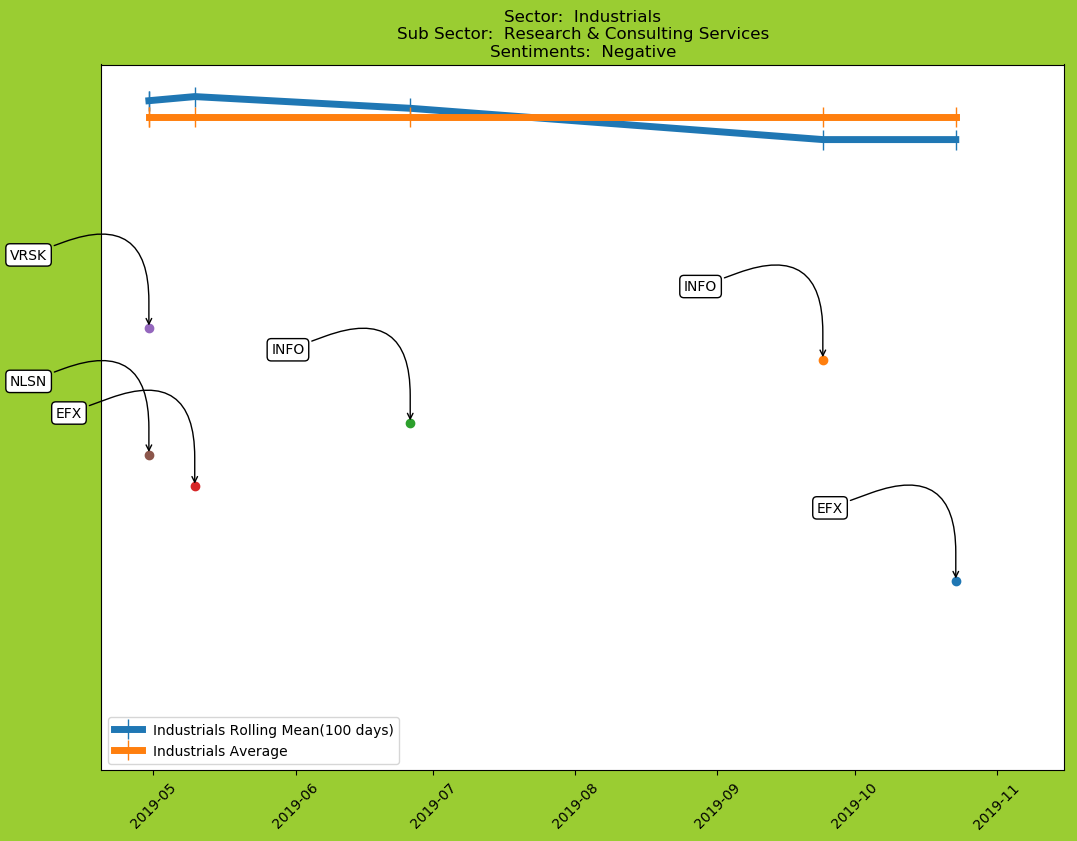 Sector:  Industrials
Sub Sector:  Research & Consulting Services
Sentiments:  Negative
VRSK
INFO
INFO
NLSN
EFX
EFX
Industrials Rolling Mean(100 days)
Industrials Average
2019-05
2019-06
2019-07
2019-08
2019-09
2019-10
2019-11